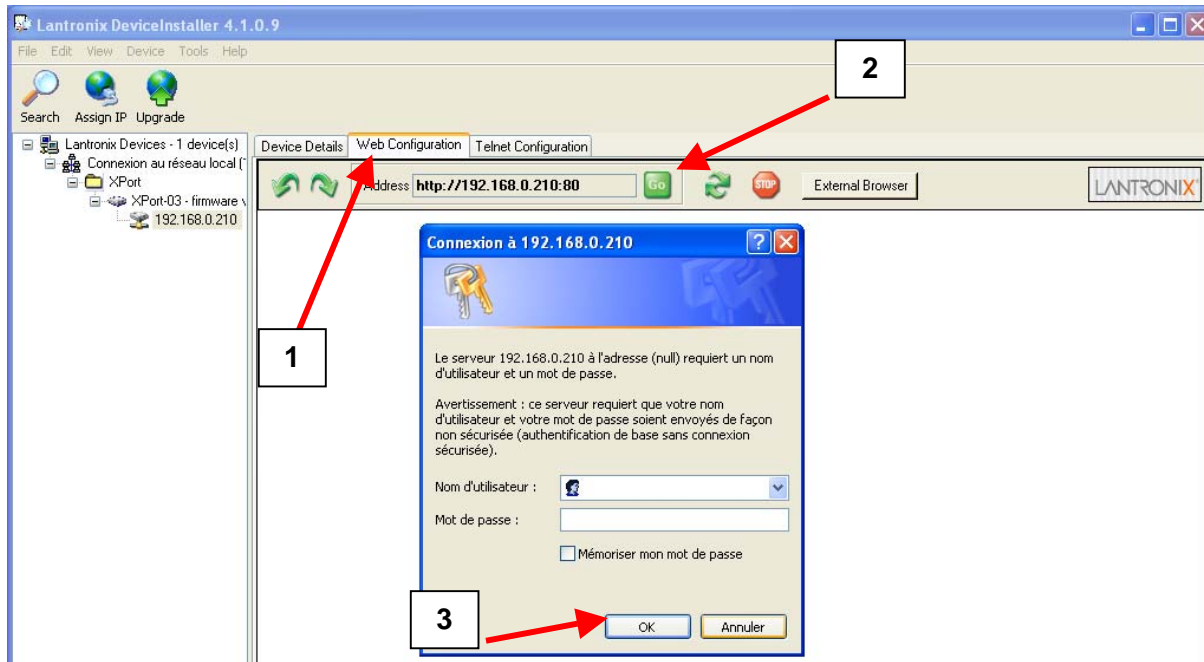 Lantronix DeviceInstaller 4.1.0.9
File Edit View Device Tools Help
2
Search Assign IP Upgrade
Lantronix Devices - 1 device(s)
Connexion au réseau local (
XPort
XPort-03 - firmware
192.168.0.210
Device Details Web Configuration Telnet Configuration
Address http://192.168.0.210:80 Go STOP External Browser LANTRONIX
Connexion à 192.168.0.210
1
Le serveur 192.168.0.210 à l'adresse (null) requiert un nom
d'utilisateur et un mot de passe.
Avertissement : ce serveur requiert que votre nom
d'utilisateur et votre mot de passe soient envoyés de façon
non sécurisée (authentification de base sans connexion
sécurisée).
Nom d'utilisateur :
Mot de passe :
Mémoriser mon mot de passe
3
OK Annuler